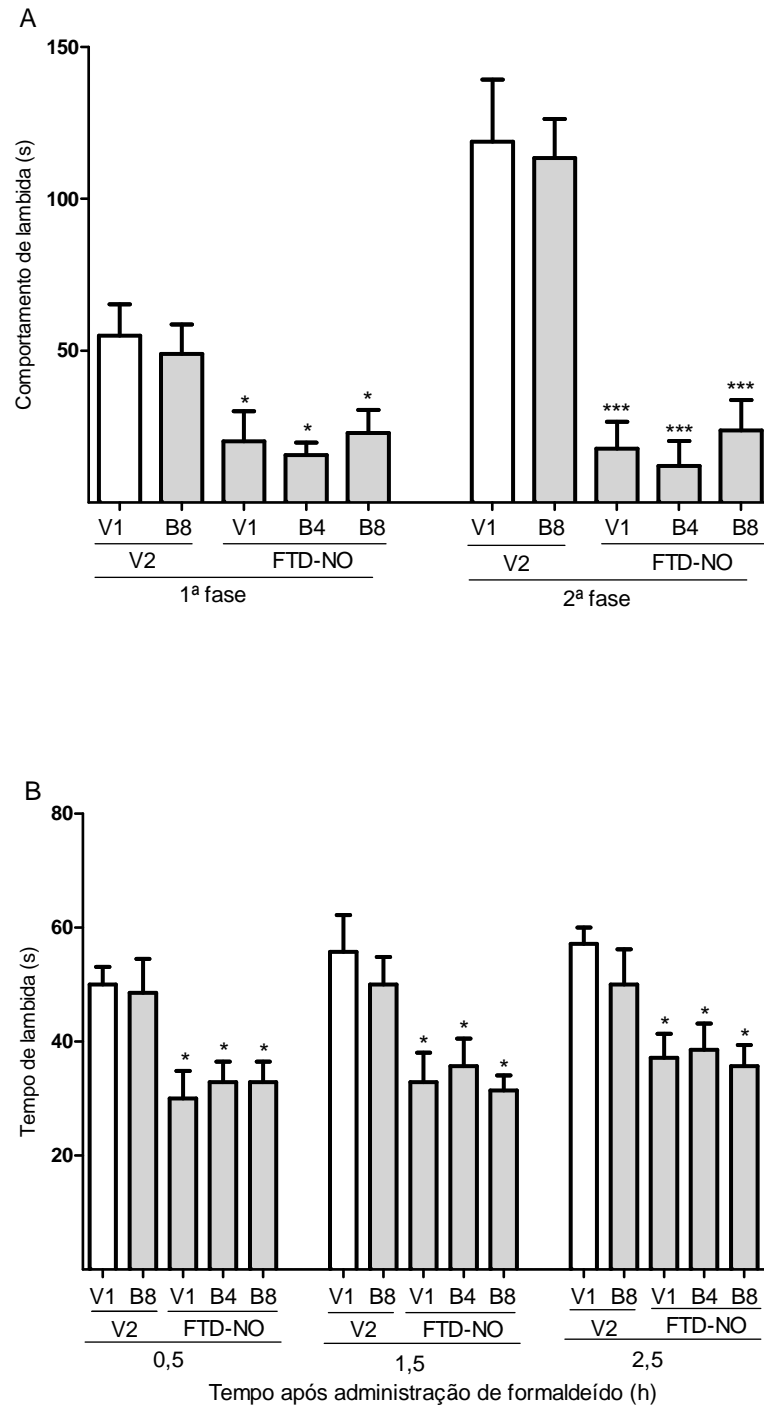 A
150
Comportamento de lambida (s)
100
50
* * *
*** *** ***
V1 B8 V1 B4 B8 V1 B8 V1 B4 B8
V2 FTD-NO V2 FTD-NO
1ª fase 2ª fase
B
80
Tempo de lambida (s)
60
40
20
* * * * * * * * *
V1 B8 V1 B4 B8 V1 B8 V1 B4 B8 V1 B8 V1 B4 B8
V2 FTD-NO V2 FTD-NO V2 FTD-NO
0,5 1,5 2,5
Tempo após administração de formaldeído (h)